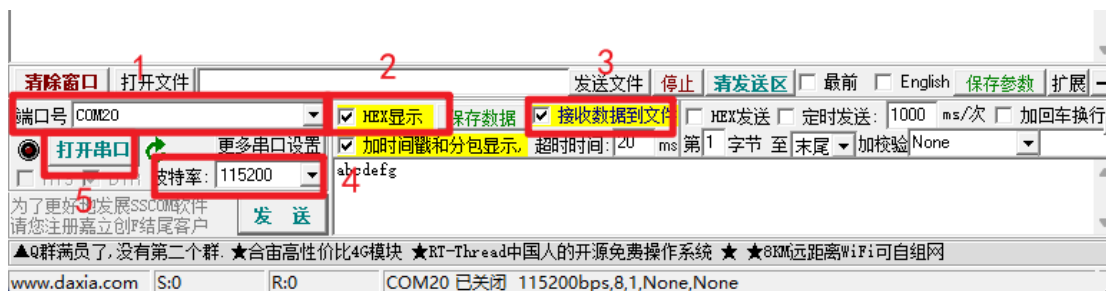 1 2 3
清除窗口 打开文件 发送文件 停止 清发送区 最前 English 保存参数 扩展
端口号 COM20 HEX显示 保存数据 接收数据到文件 HEX发送 定时发送: 1000 ms/次 加回车换行
打开串口 更多串口设置 加时间戳和分包显示, 超时时间: 20 ms 第1 字节 至 末尾 加校验 None
波特率: 115200 abcdefg
5 4
为了更好地发展SSCOM软件
请您注册嘉立创F结尾客户 发 送
▲Q群满员了,没有第二个群. ★合宙高性价比4G模块 ★RT-Thread中国人的开源免费操作系统 ★ ★8KM远距离WiFi可自组网
www.daxia.com S:0 R:0 COM20 已关闭 115200bps,8,1,None,None